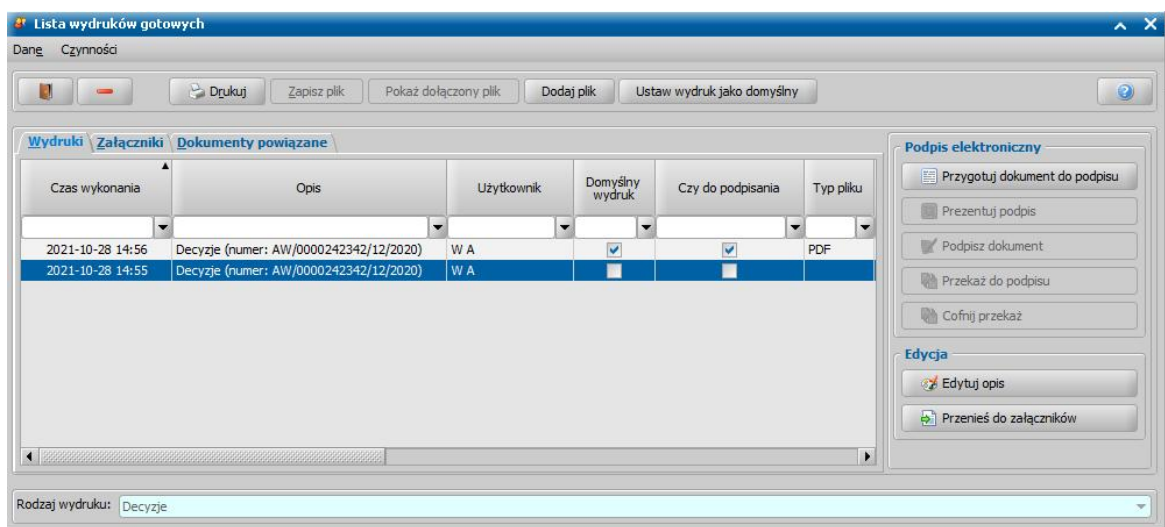 Lista wydruków gotowych
Dane Czynności
Drukuj Zapisz plik Pokaż dołączony plik Dodaj plik Ustaw wydruk jako domyślny
Wydruki Załączniki Dokumenty powiązane
Czas wykonania Opis Użytkownik Domyślny wydruk Czy do podpisania Typ pliku
2021-10-28 14:56 Decyzje (numer: AW/0000242342/12/2020) W A PDF
2021-10-28 14:55 Decyzje (numer: AW/0000242342/12/2020) W A
Podpis elektroniczny
Przygotuj dokument do podpisu
Prezentuj podpis
Podpisz dokument
Przekaż do podpisu
Cofnij przekaż
Edycja
Edytuj opis
Przenieś do załączników
Rodzaj wydruku: Decyzje